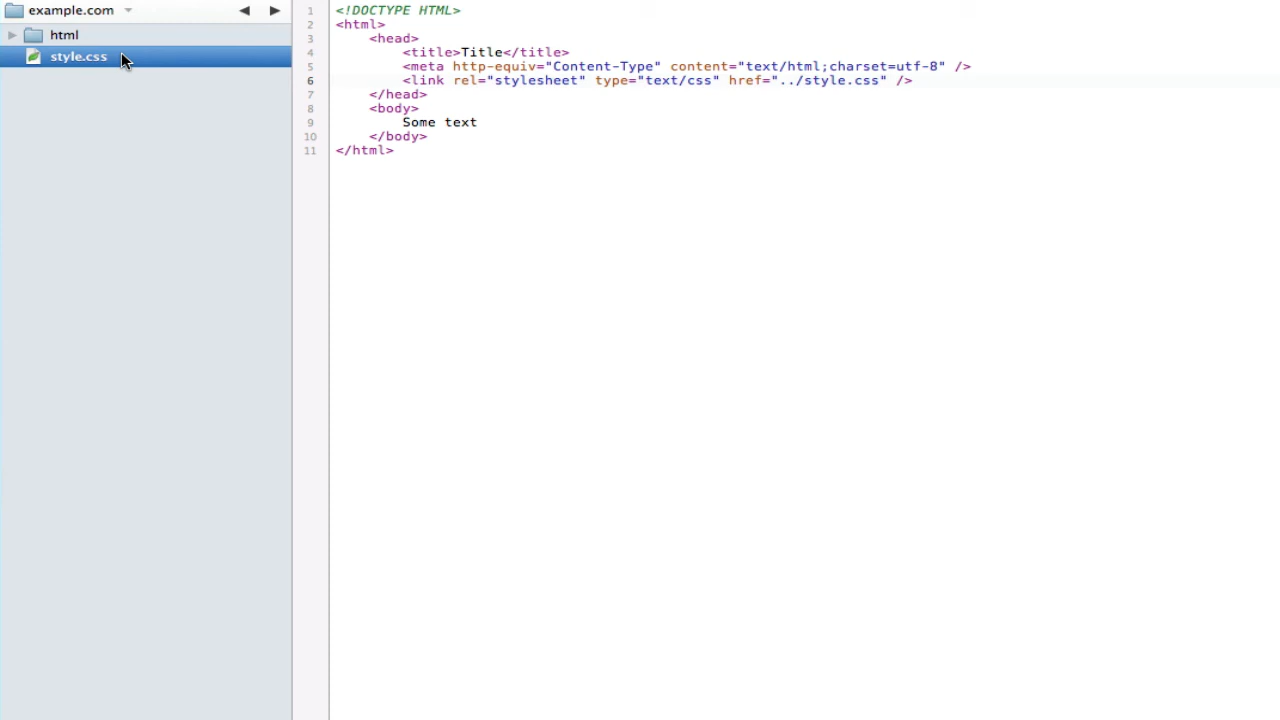 example.com
html
style.css
1 <!DOCTYPE HTML>
2 <html>
3 <head>
4 <title>Title</title>
5 <meta http-equiv="Content-Type" content="text/html;charset=utf-8" />
6 <link rel="stylesheet" type="text/css" href="../style.css" />
7 </head>
8 <body>
9 Some text
10 </body>
11 </html>